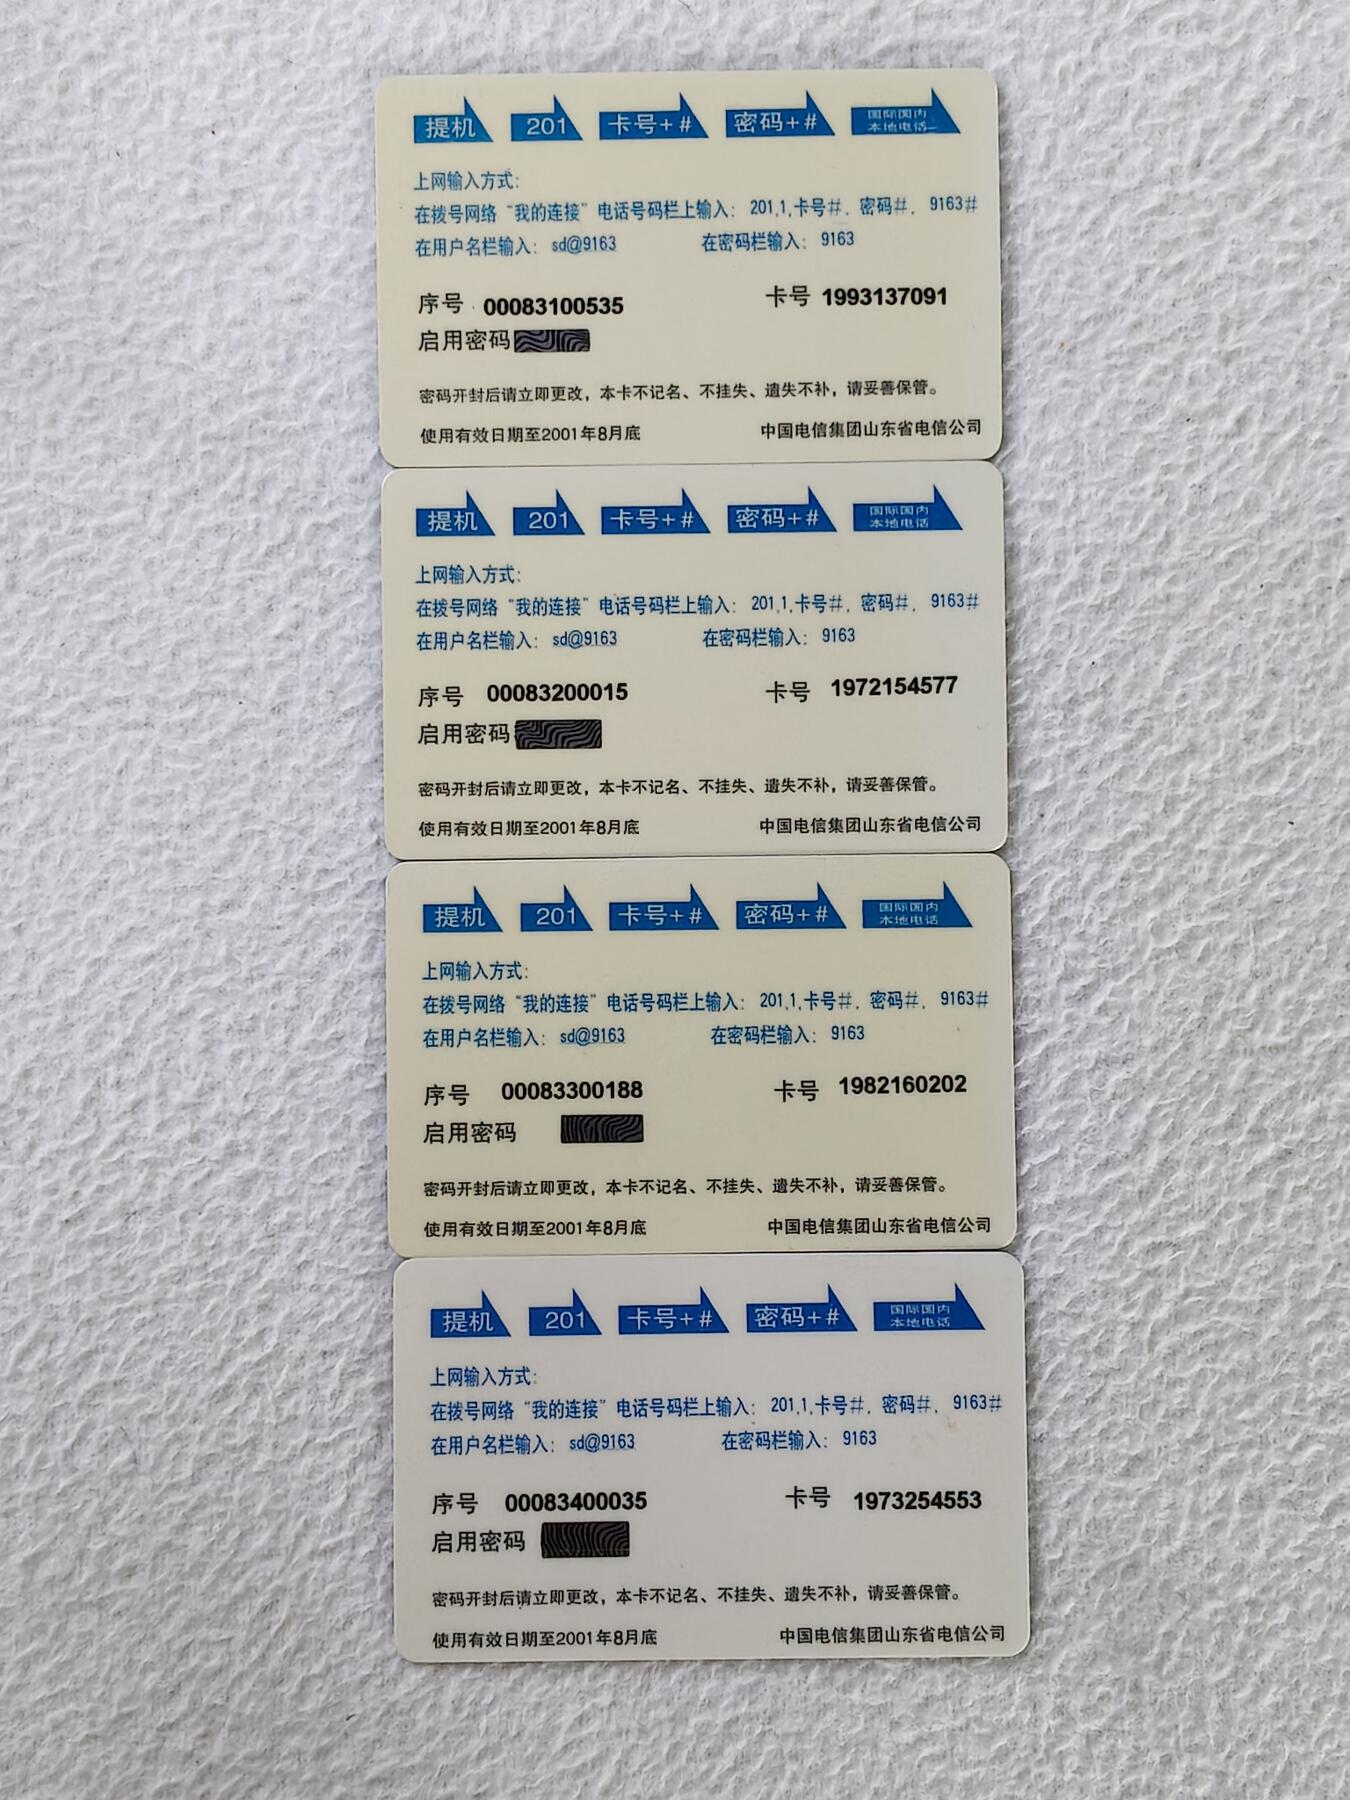 提机 201 卡号+# 密码+# 国际国内
本地电话
上网输入方式:
在拨号网络“我的连接”电话号码栏上输入: 201,1,卡号#, 密码#, 9163#
在用户名栏输入: sd@9163 在密码栏输入: 9163
序号 00083100535 卡号 1993137091
启用密码
密码开封后请立即更改，本卡不记名、不挂失、遗失不补，请妥善保管。
使用有效日期至2001年8月底 中国电信集团山东省电信公司
提机 201 卡号+# 密码+# 国际国内
本地电话
上网输入方式:
在拨号网络“我的连接”电话号码栏上输入: 201,1,卡号#, 密码#, 9163#
在用户名栏输入: sd@9163 在密码栏输入: 9163
序号 00083200015 卡号 1972154577
启用密码
密码开封后请立即更改，本卡不记名、不挂失、遗失不补，请妥善保管。
使用有效日期至2001年8月底 中国电信集团山东省电信公司
提机 201 卡号+# 密码+# 国际国内
本地电话
上网输入方式:
在拨号网络“我的连接”电话号码栏上输入: 201,1,卡号#, 密码#, 9163#
在用户名栏输入: sd@9163 在密码栏输入: 9163
序号 00083300188 卡号 1982160202
启用密码
密码开封后请立即更改，本卡不记名、不挂失、遗失不补，请妥善保管。
使用有效日期至2001年8月底 中国电信集团山东省电信公司
提机 201 卡号+# 密码+# 国际国内
本地电话
上网输入方式:
在拨号网络“我的连接”电话号码栏上输入: 201,1,卡号#, 密码#, 9163#
在用户名栏输入: sd@9163 在密码栏输入: 9163
序号 00083400035 卡号 1973254553
启用密码
密码开封后请立即更改，本卡不记名、不挂失、遗失不补，请妥善保管。
使用有效日期至2001年8月底 中国电信集团山东省电信公司